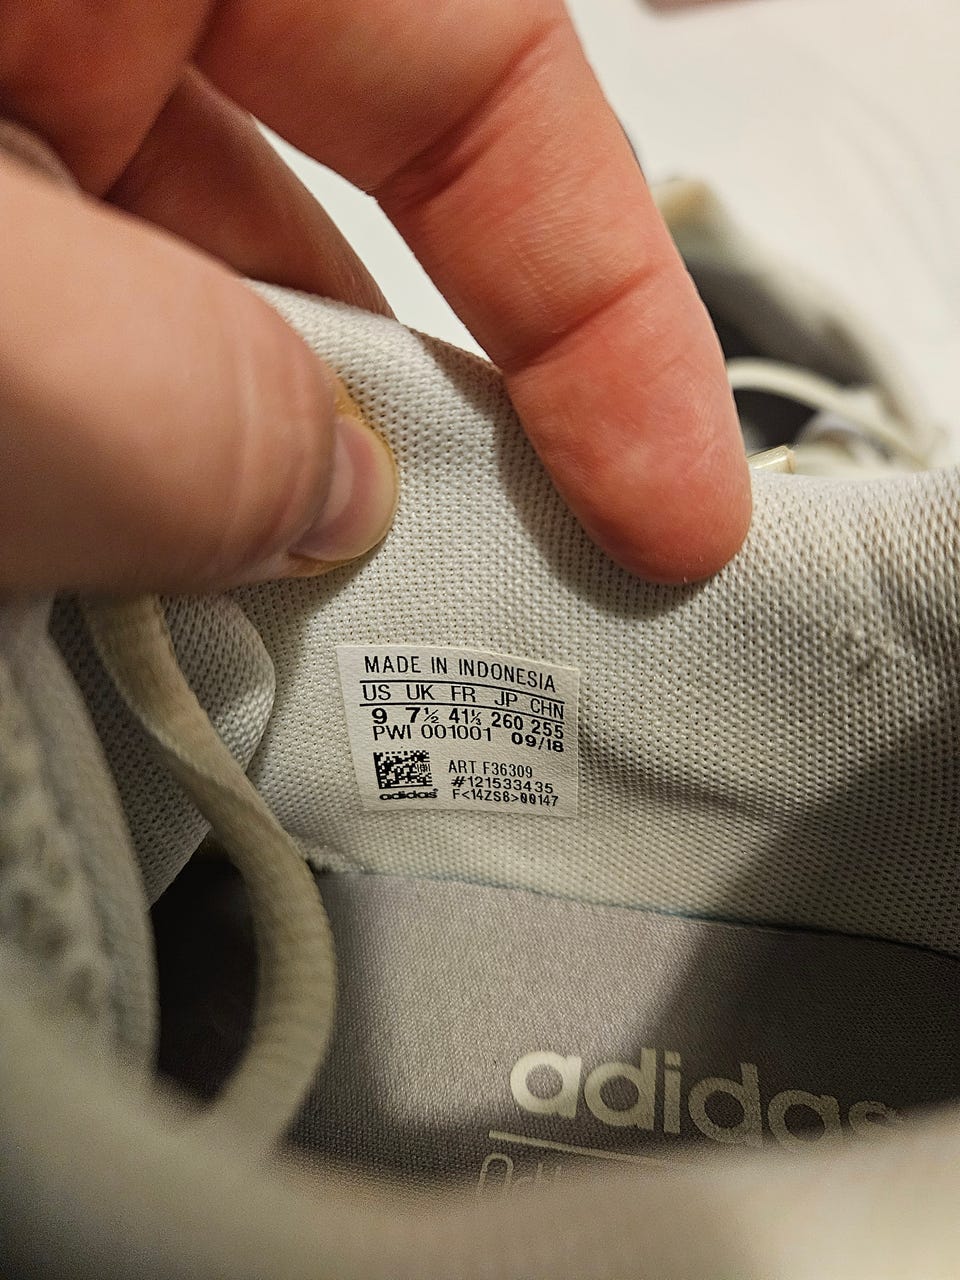 MADE IN INDONESIA
US UK FR JP CHN
9 7½ 41⅓ 260 255
PWI 001001 09/18
ART F36309
#121533435
adidas
F<14ZS8>00147
adidas